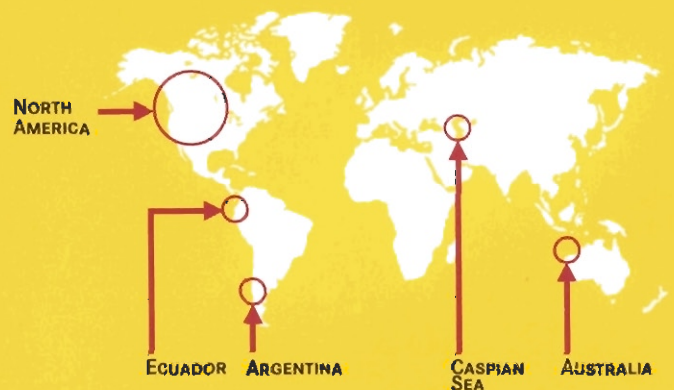 NORTH
AMERICA
ECUADOR
ARGENTINA
CASPIAN
SEA
AUSTRALIA